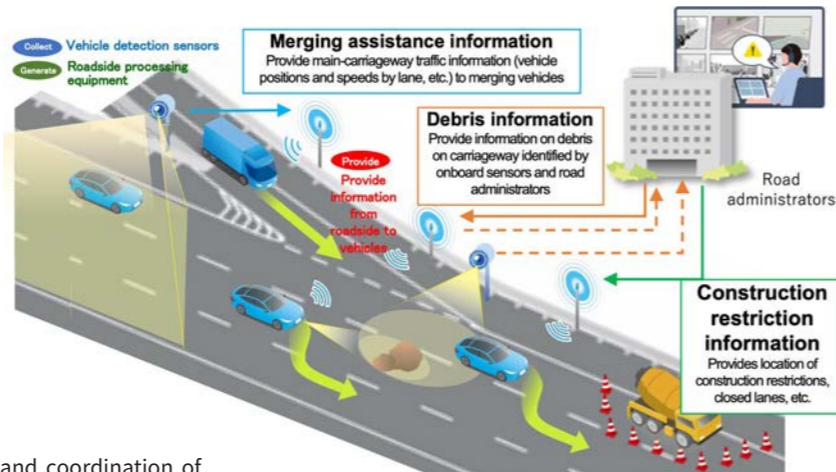 Collect Vehicle detection sensors
Generate Roadside processing
equipment
Merging assistance information
Provide main-carriageway traffic information (vehicle
positions and speeds by lane, etc.) to merging vehicles
Debris information
Provide information on debris
on carriageway identified by
onboard sensors and road
administrators
Provide
Provide
information
from
roadside to
vehicles
Road
administrators
Construction
restriction
information
Provides location of
construction restrictions,
closed lanes, etc.
and coordination of